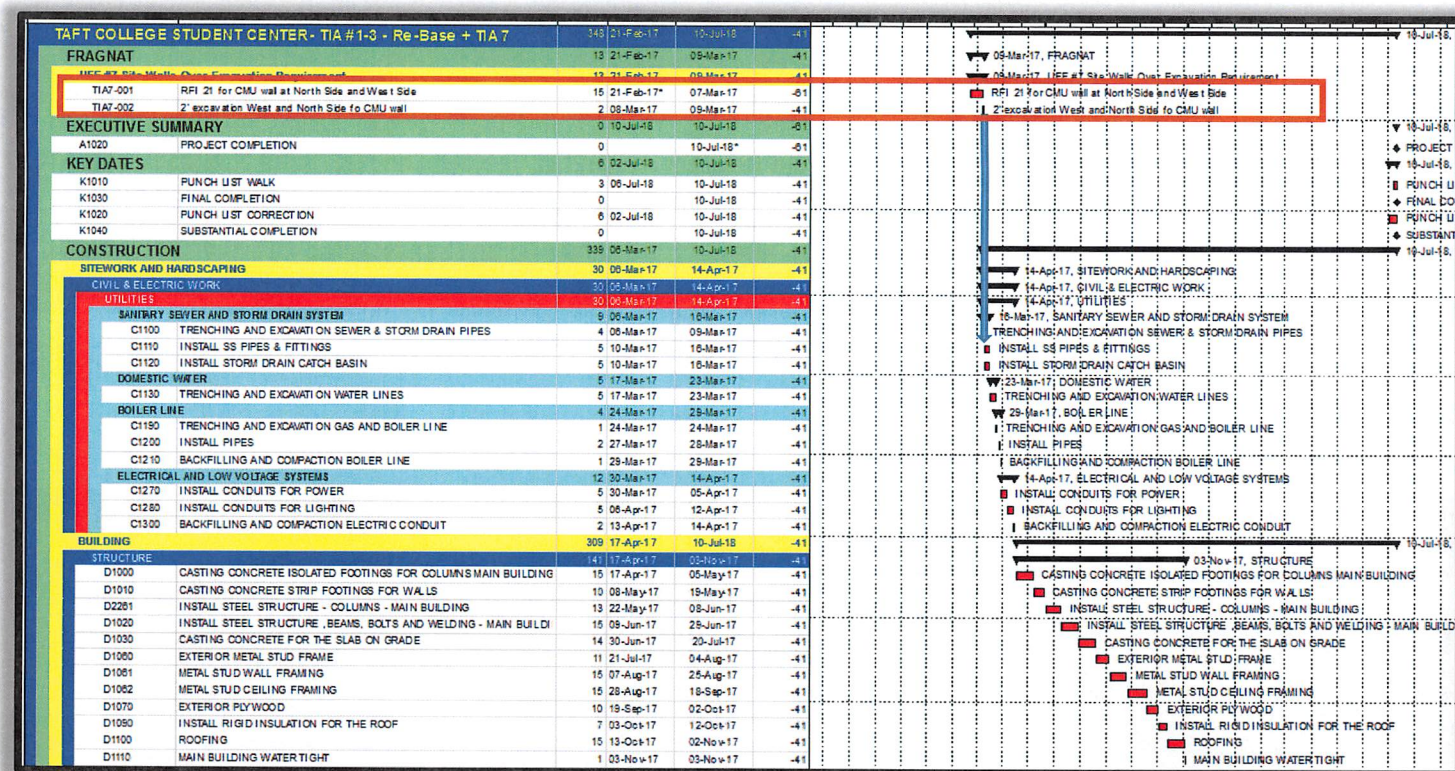 TAFT COLLEGE STUDENT CENTER- TIA #1-3 - Re-Base + TIA 7 348 21-Feb-17 10-Jul-18 -41 10-Jul-18,
FRAGNAT 13 21-Feb-17 09-Mar-17 -41 09-Mar-17, FRAGNAT
UFE #7 Site Walls Over Excavation Requirement 13 21-Feb-17 09-Mar-17 -41 09-Mar-17, UFE #7 Site Walls Over Excavation Requirement
TIA7-001 RFI 21 for CMU wall at North Side and West Side 15 21-Feb-17* 07-Mar-17 -61 RFI 21 for CMU wall at North Side and West Side
TIA7-002 2' excavation West and North Side fo CMU wall 2 08-Mar-17 09-Mar-17 -41 2' excavation West and North Side fo CMU wall
EXECUTIVE SUMMARY 0 10-Jul-18 10-Jul-18 -61 10-Jul-18,
A1020 PROJECT COMPLETION 0 10-Jul-18* -61 PROJECT
KEY DATES 6 02-Jul-18 10-Jul-18 -41 10-Jul-18,
K1010 PUNCH LIST WALK 3 06-Jul-18 10-Jul-18 -41 PUNCH LI
K1030 FINAL COMPLETION 0 10-Jul-18 -41 FINAL CO
K1020 PUNCH LIST CORRECTION 6 02-Jul-18 10-Jul-18 -41 PUNCH LI
K1040 SUBSTANTIAL COMPLETION 0 10-Jul-18 -41 SUBSTANT
CONSTRUCTION 339 06-Mar-17 10-Jul-18 -41 10-Jul-18,
SITEWORK AND HARDSCAPING 30 06-Mar-17 14-Apr-17 -41 14-Apr-17, SITEWORK AND HARDSCAPING
CIVIL & ELECTRIC WORK 30 06-Mar-17 14-Apr-17 -41 14-Apr-17, CIVIL & ELECTRIC WORK
UTILITIES 30 06-Mar-17 14-Apr-17 -41 14-Apr-17, UTILITIES
SANITARY SEWER AND STORM DRAIN SYSTEM 9 06-Mar-17 16-Mar-17 -41 16-Mar-17, SANITARY SEWER AND STORM DRAIN SYSTEM
C1100 TRENCHING AND EXCAVATION SEWER & STORM DRAIN PIPES 4 06-Mar-17 09-Mar-17 -41 TRENCHING AND EXCAVATION SEWER & STORM DRAIN PIPES
C1110 INSTALL SS PIPES & FITTINGS 5 10-Mar-17 16-Mar-17 -41 INSTALL SS PIPES & FITTINGS
C1120 INSTALL STORM DRAIN CATCH BASIN 5 10-Mar-17 16-Mar-17 -41 INSTALL STORM DRAIN CATCH BASIN
DOMESTIC WATER 5 17-Mar-17 23-Mar-17 -41 23-Mar-17, DOMESTIC WATER
C1130 TRENCHING AND EXCAVATION WATER LINES 5 17-Mar-17 23-Mar-17 -41 TRENCHING AND EXCAVATION WATER LINES
BOILER LINE 4 24-Mar-17 29-Mar-17 -41 29-Mar-17, BOILER LINE
C1190 TRENCHING AND EXCAVATION GAS AND BOILER LINE 1 24-Mar-17 24-Mar-17 -41 TRENCHING AND EXCAVATION GAS AND BOILER LINE
C1200 INSTALL PIPES 2 27-Mar-17 28-Mar-17 -41 INSTALL PIPES
C1210 BACKFILLING AND COMPACTION BOILER LINE 1 29-Mar-17 29-Mar-17 -41 BACKFILLING AND COMPACTION BOILER LINE
ELECTRICAL AND LOW VOLTAGE SYSTEMS 12 30-Mar-17 14-Apr-17 -41 14-Apr-17, ELECTRICAL AND LOW VOLTAGE SYSTEMS
C1270 INSTALL CONDUITS FOR POWER 5 30-Mar-17 05-Apr-17 -41 INSTALL CONDUITS FOR POWER
C1280 INSTALL CONDUITS FOR LIGHTING 5 06-Apr-17 12-Apr-17 -41 INSTALL CONDUITS FOR LIGHTING
C1300 BACKFILLING AND COMPACTION ELECTRIC CONDUIT 2 13-Apr-17 14-Apr-17 -41 BACKFILLING AND COMPACTION ELECTRIC CONDUIT
BUILDING 309 17-Apr-17 10-Jul-18 -41 10-Jul-18,
STRUCTURE 141 17-Apr-17 03-Nov-17 -41 03-Nov-17, STRUCTURE
D1000 CASTING CONCRETE ISOLATED FOOTINGS FOR COLUMNS MAIN BUILDING 15 17-Apr-17 05-May-17 -41 CASTING CONCRETE ISOLATED FOOTINGS FOR COLUMNS MAIN BUILDING
D1010 CASTING CONCRETE STRIP FOOTINGS FOR WALLS 10 08-May-17 19-May-17 -41 CASTING CONCRETE STRIP FOOTINGS FOR WALLS
D2261 INSTALL STEEL STRUCTURE - COLUMNS - MAIN BUILDING 13 22-May-17 08-Jun-17 -41 INSTALL STEEL STRUCTURE - COLUMNS - MAIN BUILDING
D1020 INSTALL STEEL STRUCTURE ,BEAMS, BOLTS AND WELDING - MAIN BUILDI 15 09-Jun-17 29-Jun-17 -41 INSTALL STEEL STRUCTURE ,BEAMS, BOLTS AND WELDING - MAIN BUILD
D1030 CASTING CONCRETE FOR THE SLAB ON GRADE 14 30-Jun-17 20-Jul-17 -41 CASTING CONCRETE FOR THE SLAB ON GRADE
D1060 EXTERIOR METAL STUD FRAME 11 21-Jul-17 04-Aug-17 -41 EXTERIOR METAL STUD FRAME
D1061 METAL STUD WALL FRAMING 15 07-Aug-17 25-Aug-17 -41 METAL STUD WALL FRAMING
D1062 METAL STUD CEILING FRAMING 15 28-Aug-17 18-Sep-17 -41 METAL STUD CEILING FRAMING
D1070 EXTERIOR PLYWOOD 10 19-Sep-17 02-Oct-17 -41 EXTERIOR PLYWOOD
D1090 INSTALL RIGID INSULATION FOR THE ROOF 7 03-Oct-17 12-Oct-17 -41 INSTALL RIGID INSULATION FOR THE ROOF
D1100 ROOFING 15 13-Oct-17 02-Nov-17 -41 ROOFING
D1110 MAIN BUILDING WATERTIGHT 1 03-Nov-17 03-Nov-17 -41 MAIN BUILDING WATERTIGHT